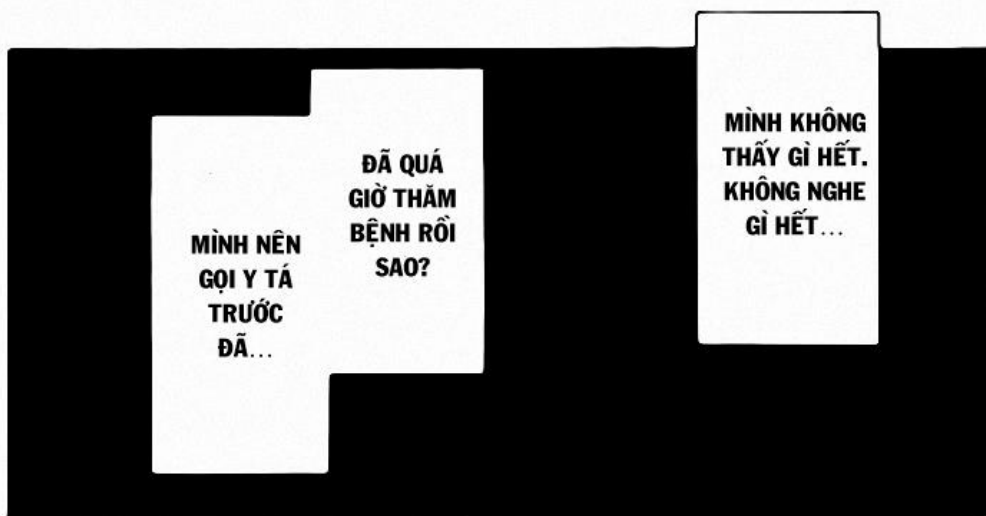 MÌNH KHÔNG
THẤY GÌ HẾT.
KHÔNG NGHE
GÌ HẾT...
ĐÃ QUÁ
GIỜ THĂM
BỆNH RỒI
SAO?
MÌNH NÊN
GỌI Y TÁ
TRƯỚC
ĐÃ...